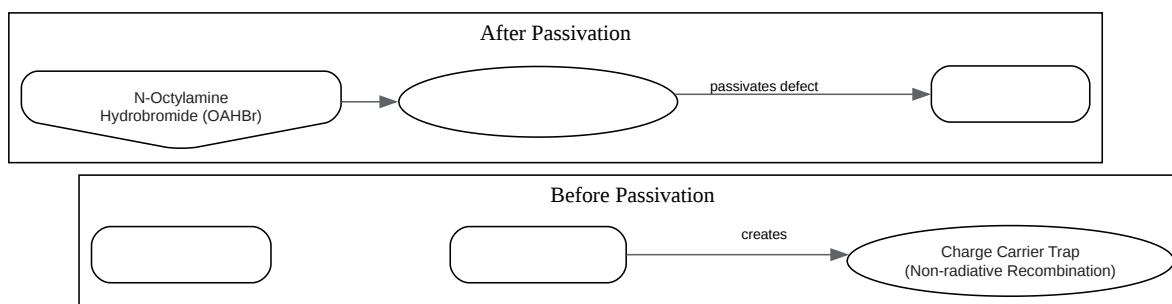 After Passivation
N-Octylamine
Hydrobromide (OAHBr)
passivates defect
Before Passivation
creates
Charge Carrier Trap
(Non-radiative Recombination)